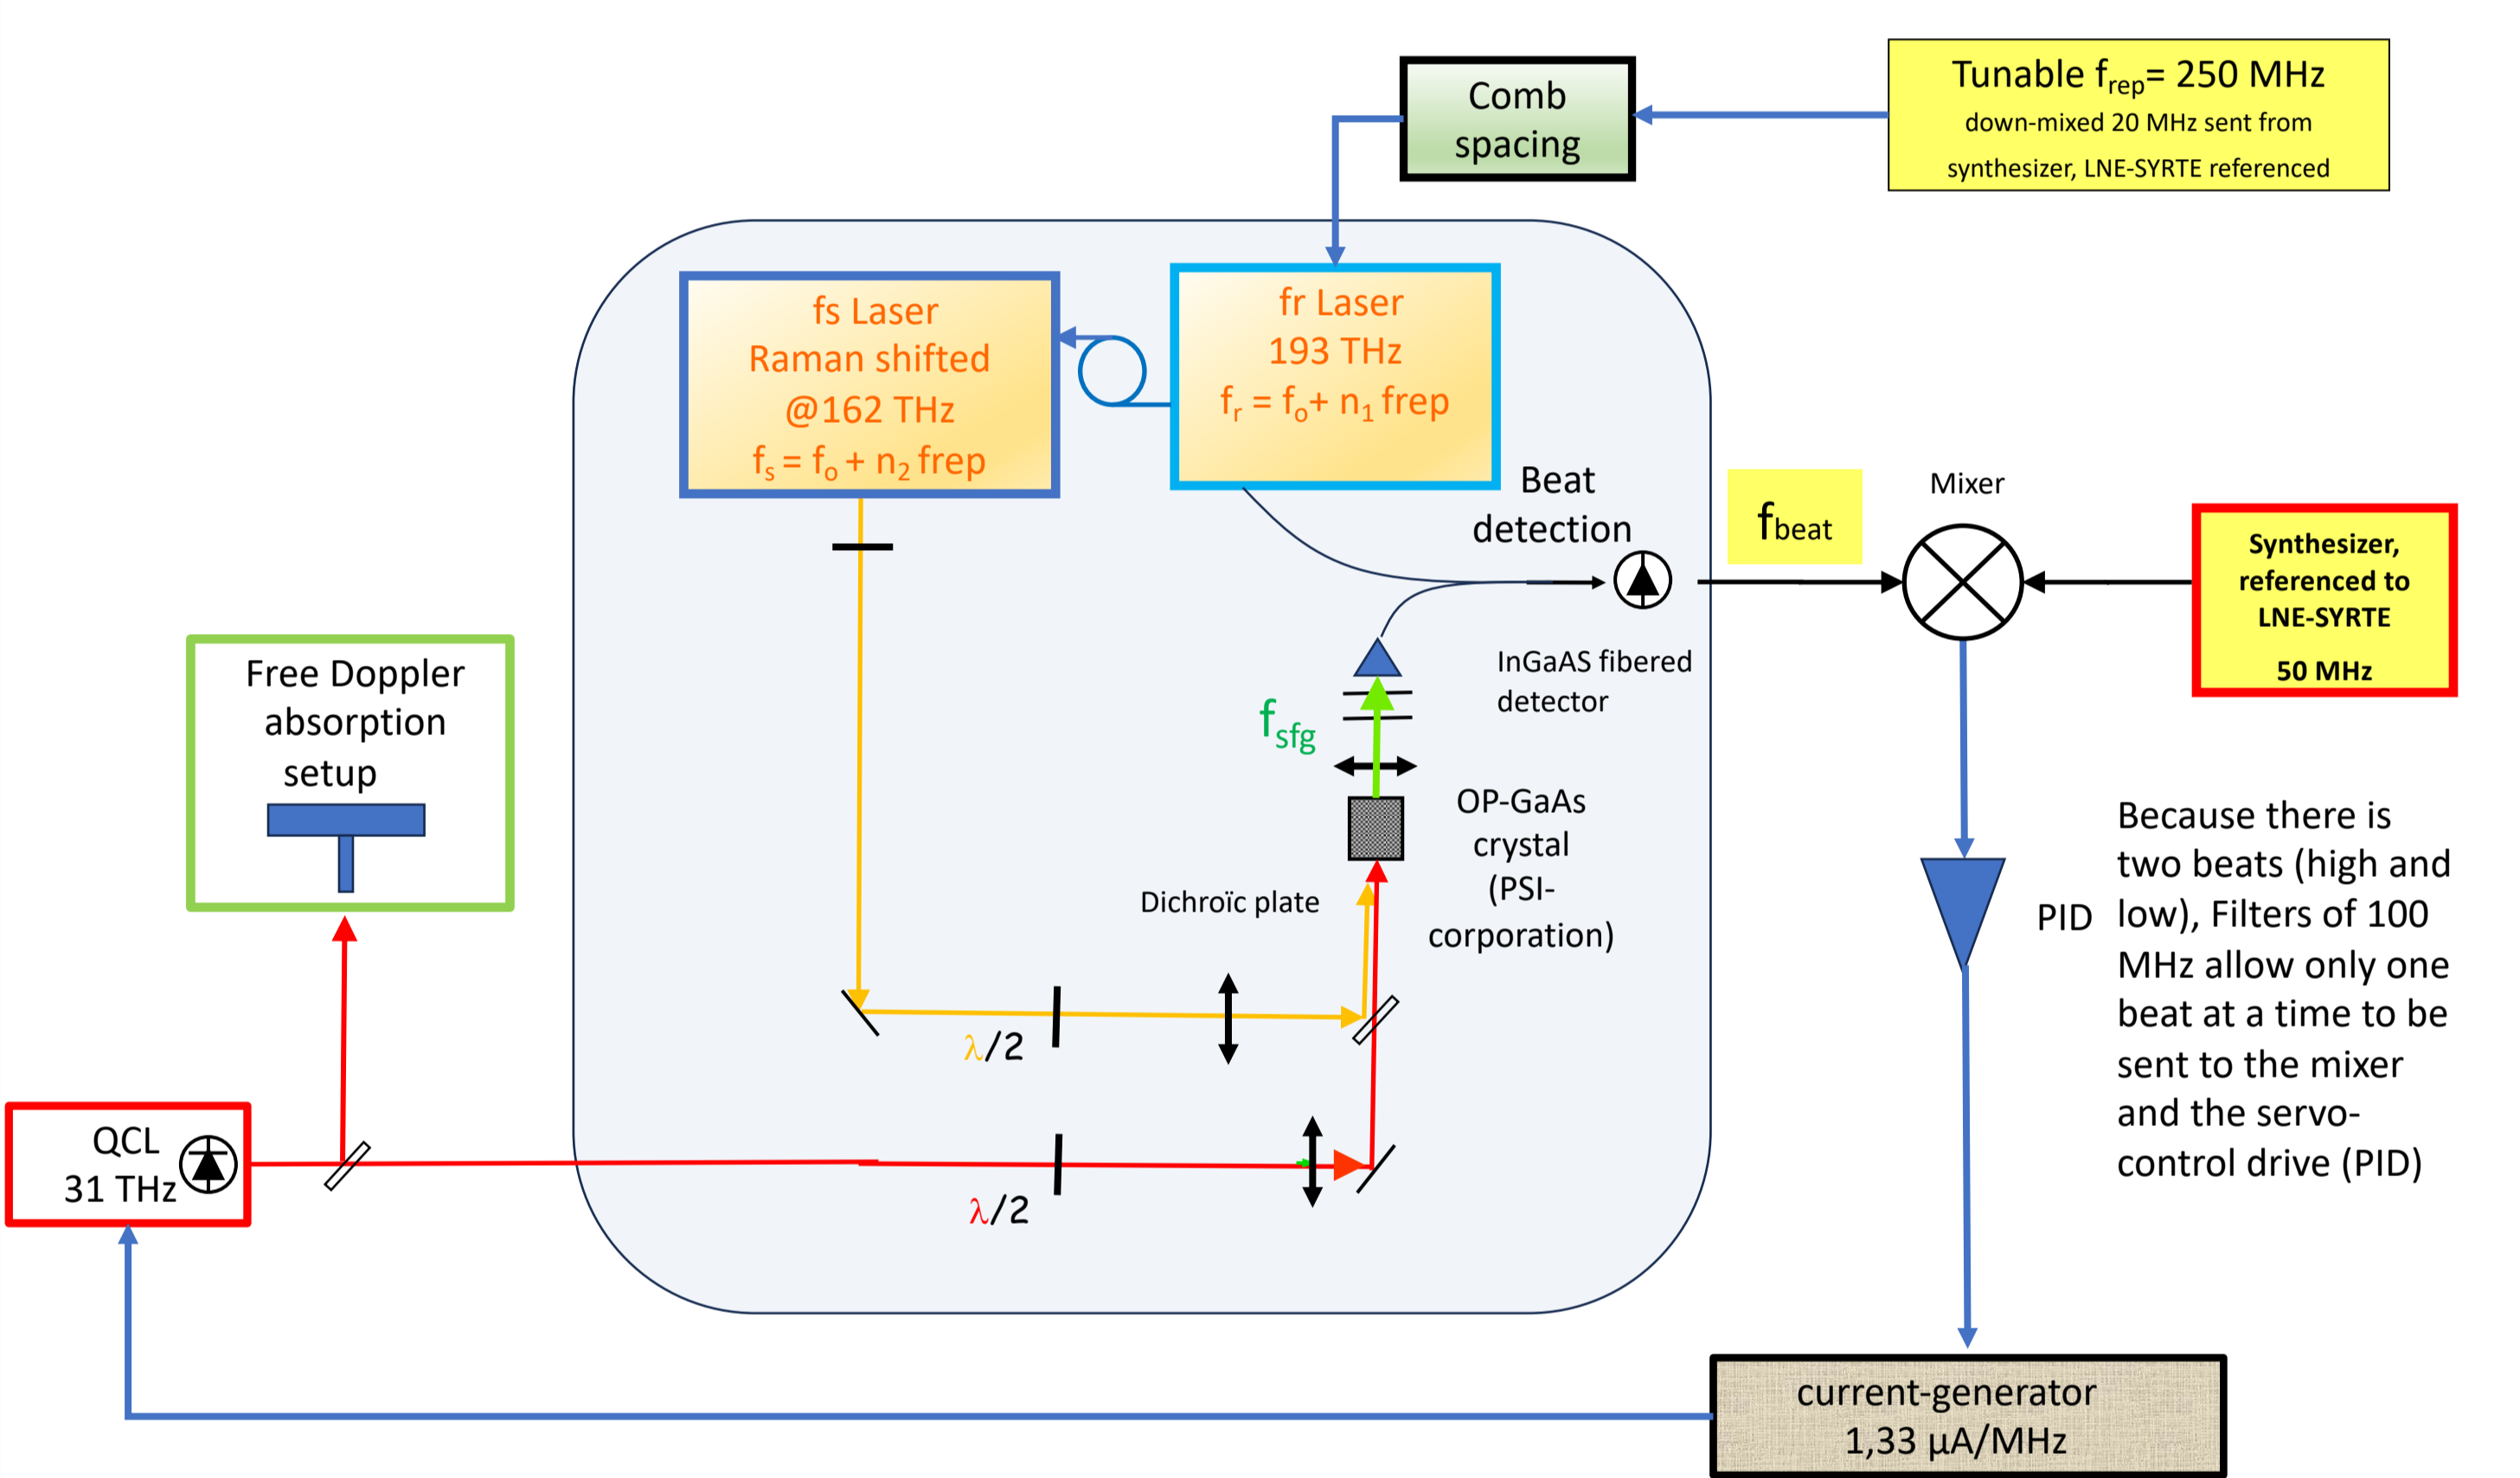 Comb
spacing
Tunable frep= 250 MHz
down-mixed 20 MHz sent from
synthesizer, LNE-SYRTE referenced
fs Laser
Raman shifted
@162 THz
fs = fo + n2 frep
fr Laser
193 THz
fr = fo+ n1 frep
Beat
detection
fbeat
Mixer
Synthesizer,
referenced to
LNE-SYRTE
50 MHz
Free Doppler
absorption
setup
InGaAS fibered
detector
fsfg
OP-GaAs
crystal
(PSI-
corporation)
Dichroïc plate
PID
Because there is
two beats (high and
low), Filters of 100
MHz allow only one
beat at a time to be
sent to the mixer
and the servo-
control drive (PID)
λ/2
λ/2
QCL
31 THz
current-generator
1,33 µA/MHz